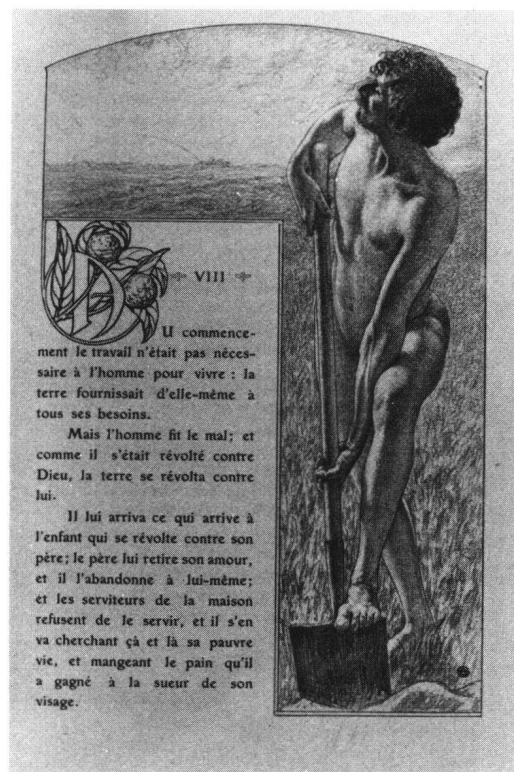 VIII
DU commence-
ment le travail n'était pas néces-
saire à l'homme pour vivre : la
terre fournissait d'elle-même à
tous ses besoins.
Mais l'homme fit le mal; et
comme il s'était révolté contre
Dieu, la terre se révolta contre
lui.
Il lui arriva ce qui arrive à
l'enfant qui se révolte contre son
père; le père lui retire son amour,
et il l'abandonne à lui-même;
et les serviteurs de la maison
refusent de le servir, et il s'en
va cherchant çà et là sa pauvre
vie, et mangeant le pain qu'il
a gagné à la sueur de son
visage.